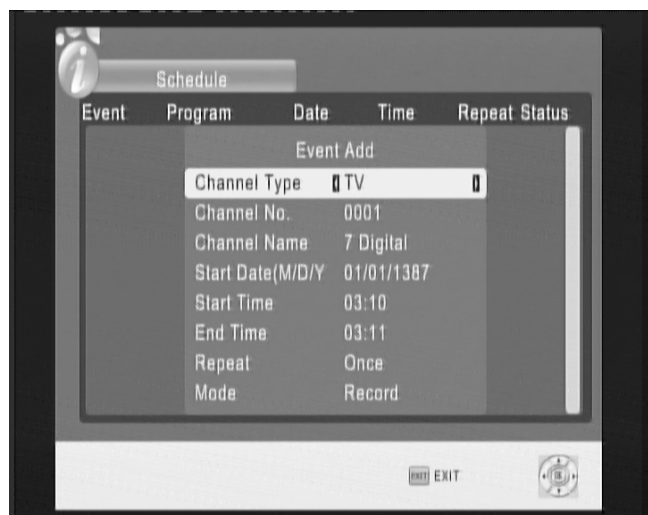 Schedule
Event Program Date Time Repeat Status
Event Add
Channel Type TV
Channel No. 0001
Channel Name 7 Digital
Start Date(M/D/Y 01/01/1387
Start Time 03:10
End Time 03:11
Repeat Once
Mode Record
EXIT EXIT